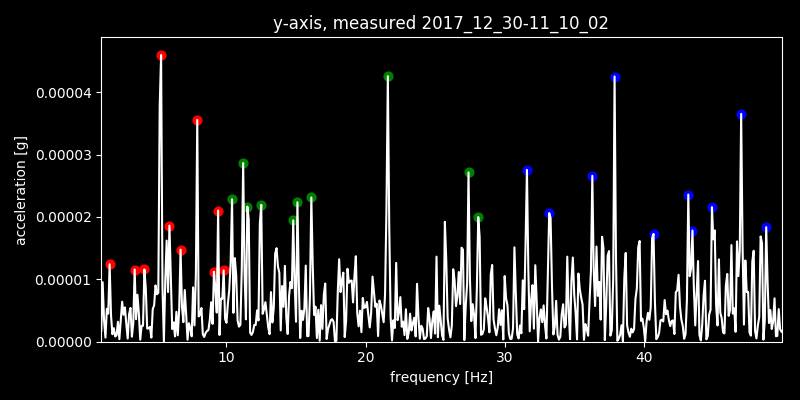 y-axis, measured 2017_12_30-11_10_02
0.00004
0.00003
0.00002
0.00001
0.00000
acceleration [g]
10 20 30 40
frequency [Hz]